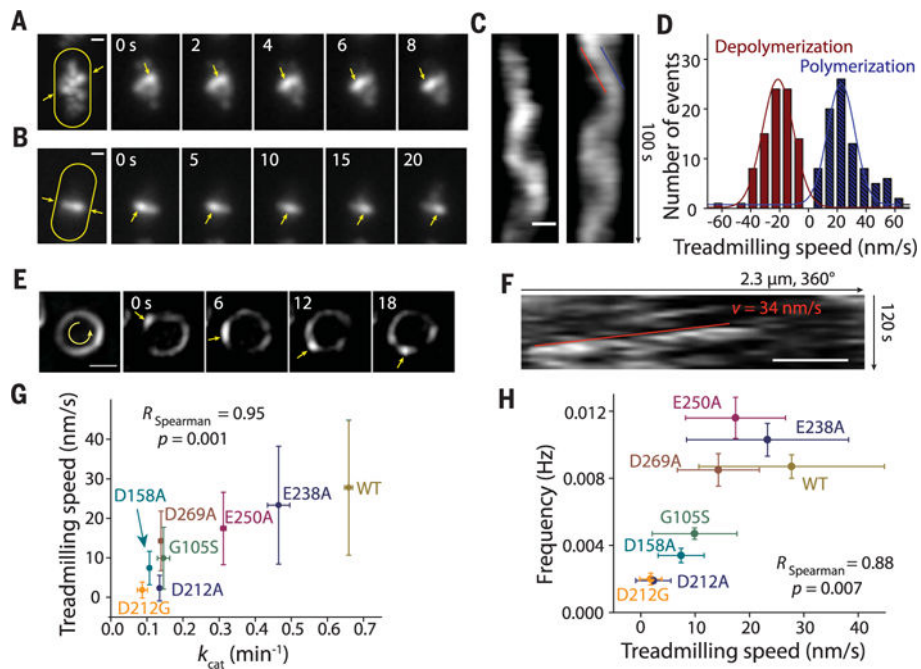 A
0 s
2
4
6
8
B
0s
5
10
15
20
C
100 s
D
Depolymerization
Polymerization
Number of events
30
20
10
0
-60 -40 -20 0 20 40 60
Treadmilling speed (nm/s)
E
0 s
6
12
18
F
2.3 μm, 360°
v = 34 nm/s
120 s
G
R Spearman = 0.95
p = 0.001
Treadmilling speed (nm/s)
40
30
20
10
0
D158A
D269A
E250A
E238A
WT
G105S
D212G
D212A
0.0 0.1 0.2 0.3 0.4 0.5 0.6 0.7
kcat (min-1)
H
Frequency (Hz)
0.012
0.008
0.004
0.000
E250A
E238A
D269A
WT
G105S
D158A
D212G
D212A
R Spearman = 0.88
p = 0.007
0 10 20 30 40
Treadmilling speed (nm/s)